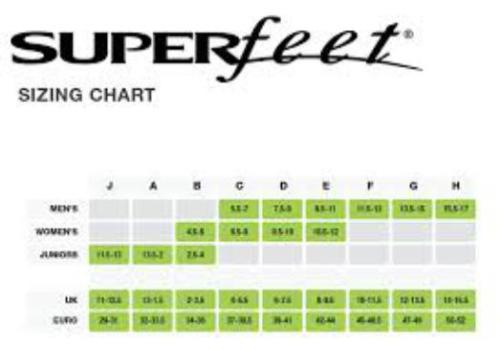 SUPERfeet®
SIZING CHART
J A B C D E F G H
MEN'S 5.5-7 7.5-9 9.5-11 11.5-13 13.5-15 15.5-17
WOMEN'S 4.5-6 6.5-8 8.5-10 10.5-12
JUNIORS 11.5-13 13.5-2 2.5-4
UK 11-12.5 13-1.5 2-3.5 4-5.5 6-7.5 8-9.5 10-11.5 12-13.5 14-15.5
EURO 29-31 32-33.5 34-36 37-38.5 39-41 42-44 47-49 50-52